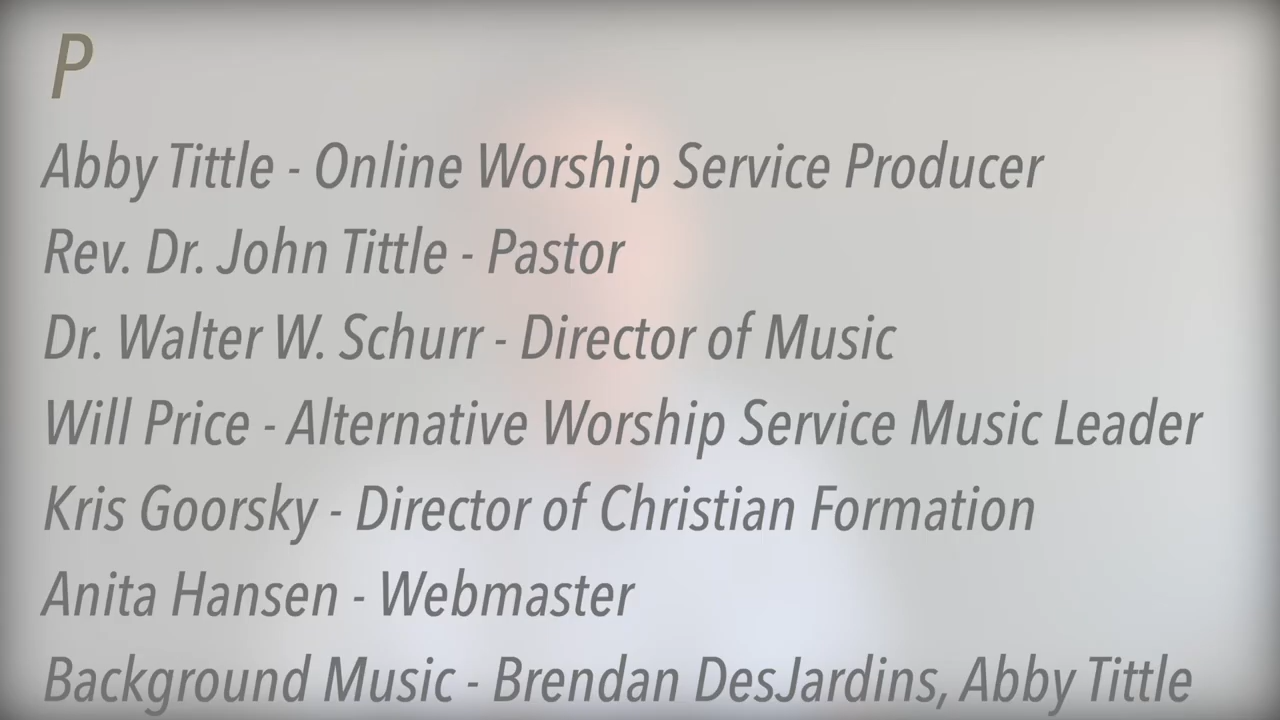 P
Abby Tittle - Online Worship Service Producer
Rev. Dr. John Tittle - Pastor
Dr. Walter W. Schurr - Director of Music
Will Price - Alternative Worship Service Music Leader
Kris Goorsky - Director of Christian Formation
Anita Hansen - Webmaster
Background Music - Brendan DesJardins, Abby Tittle